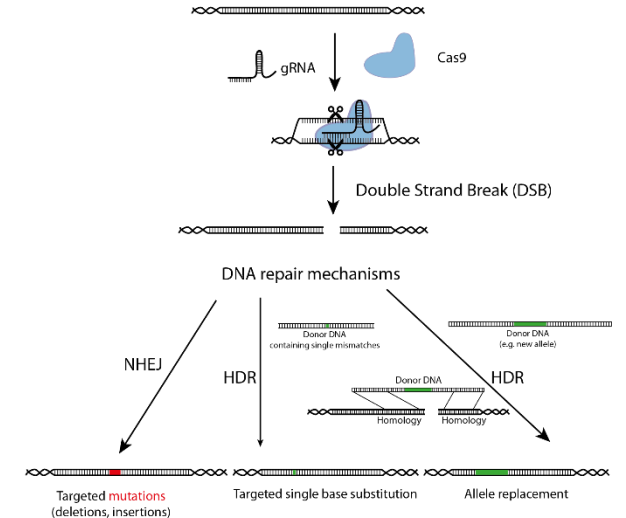 gRNA
Cas9
Double Strand Break (DSB)
DNA repair mechanisms
NHEJ
HDR
Donor DNA
containing single mismatches
Donor DNA
(e.g. new allele)
HDR
Donor DNA
Homology
Homology
Targeted mutations
(deletions, insertions)
Targeted single base substitution
Allele replacement